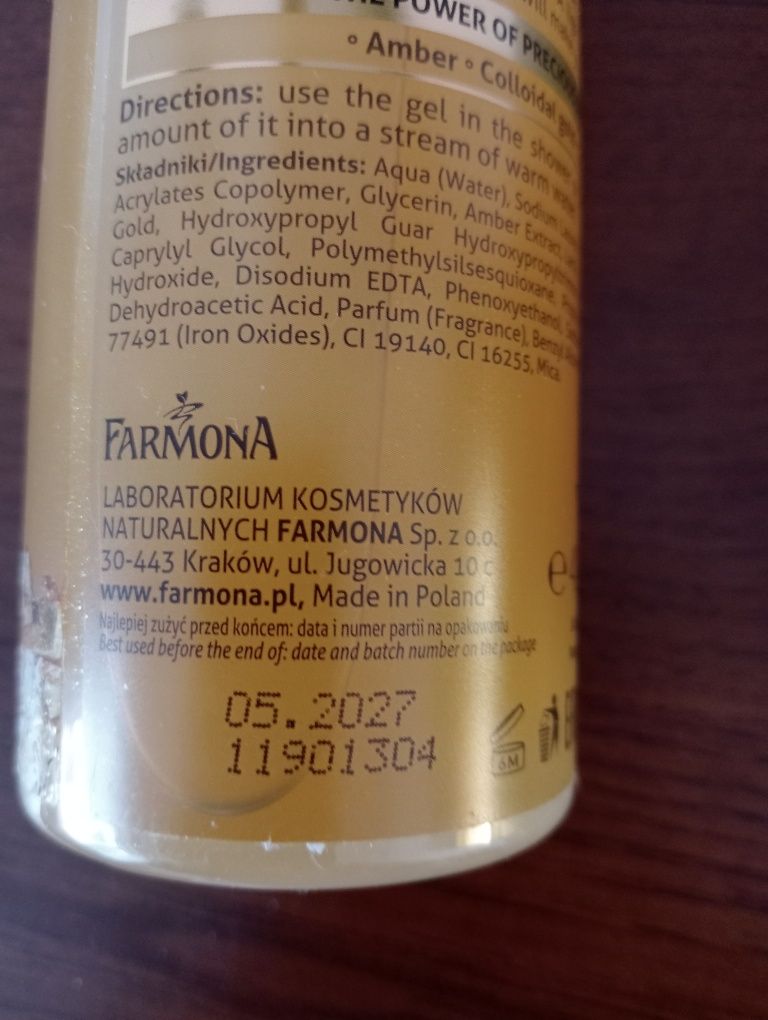 THE POWER OF PRECIOUS
° Amber ° Colloidal
Directions: use the gel in the shower
amount of it into a stream of warm
Składniki/Ingredients: Aqua (Water), Sodium
Acrylates Copolymer, Glycerin, Amber Extract,
Gold, Hydroxypropyl Guar
Caprylyl Glycol, Polymethylsilsesquioxane,
Hydroxide, Disodium EDTA, Phenoxyethanol,
Dehydroacetic Acid, Parfum (Fragrance), Benzyl
77491 (Iron Oxides), CI 19140, CI 16255, Mica.
FARMONA
LABORATORIUM KOSMETYKÓW
NATURALNYCH FARMONA Sp. z o.o.
30-443 Kraków, ul. Jugowicka 10 c
www.farmona.pl, Made in Poland
Najlepiej zużyć przed końcem: data i numer partii na opakowaniu
Best used before the end of: date and batch number on the package
05.2027
11901304
6M
e